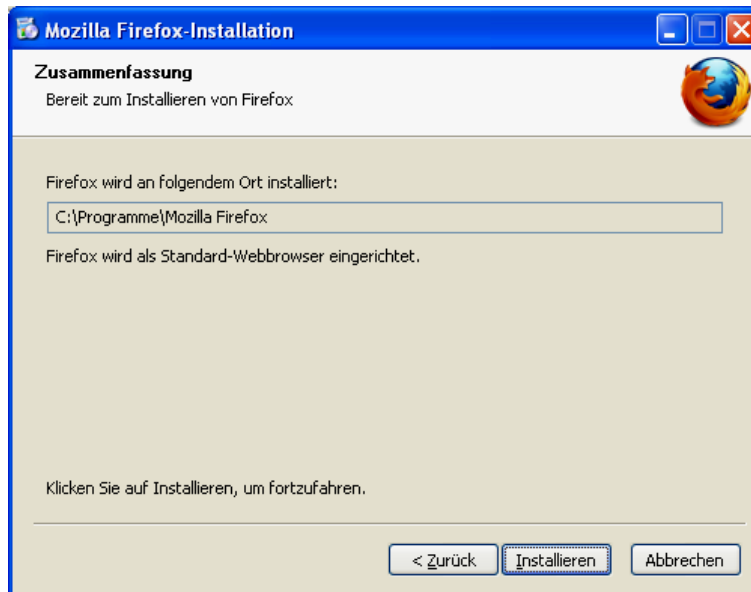 Mozilla Firefox-Installation
Zusammenfassung
Bereit zum Installieren von Firefox
Firefox wird an folgendem Ort installiert:
C:\Programme\Mozilla Firefox
Firefox wird als Standard-Webbrowser eingerichtet.
Klicken Sie auf Installieren, um fortzufahren.
< Zurück Installieren Abbrechen